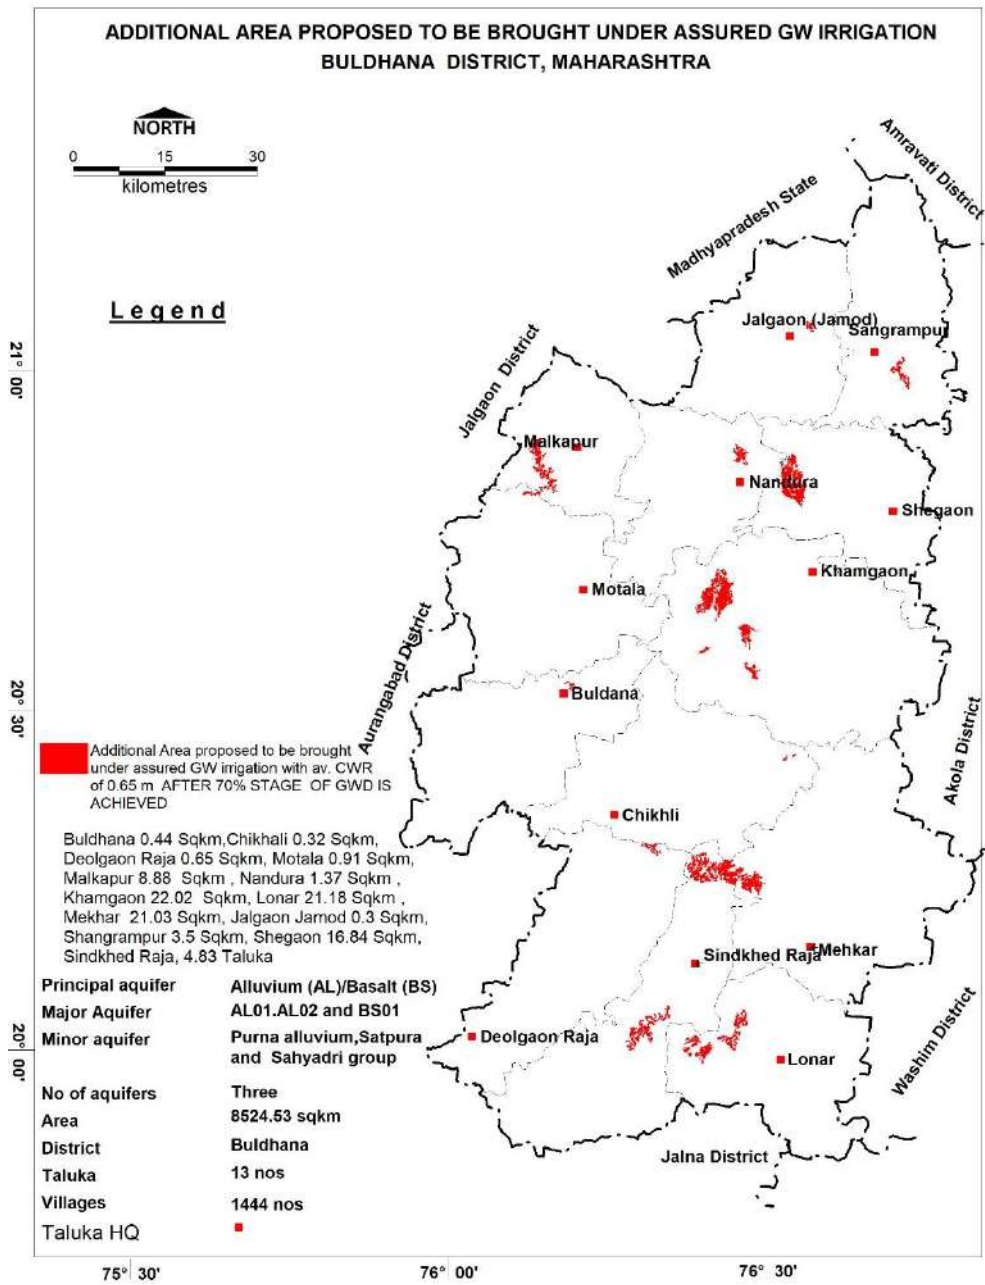 ADDITIONAL AREA PROPOSED TO BE BROUGHT UNDER ASSURED GW IRRIGATION
BULDHANA DISTRICT, MAHARASHTRA
NORTH
0 15 30
kilometres
Amravati District
Madhyapradesh State
Legend
Jalgaon (Jamod)
Sangrampur
21° 00'
Jalgaon District
Malkapur
Nandura
Shegaon
Khamgaon
Motala
Aurangabad District
Buldana
20° 30'
Akola District
Additional Area proposed to be brought
under assured GW irrigation with av. CWR
of 0.65 m AFTER 70% STAGE OF GWD IS
ACHIEVED
Chikhli
Buldhana 0.44 Sqkm,Chikhali 0.32 Sqkm,
Deolgaon Raja 0.65 Sqkm, Motala 0.91 Sqkm,
Malkapur 8.88 Sqkm , Nandura 1.37 Sqkm ,
Khamgaon 22.02 Sqkm, Lonar 21.18 Sqkm ,
Mekhar 21.03 Sqkm, Jalgaon Jamod 0.3 Sqkm,
Shangrampur 3.5 Sqkm, Shegaon 16.84 Sqkm,
Sindkhed Raja, 4.83 Taluka
Sindkhed Raja
Mehkar
Principal aquifer Alluvium (AL)/Basalt (BS)
Major Aquifer AL01.AL02 and BS01
Minor aquifer Purna alluvium,Satpura
and Sahyadri group
Deolgaon Raja
Lonar
20° 00'
Washim District
No of aquifers Three
Area 8524.53 sqkm
District Buldhana
Jalna District
Taluka 13 nos
Villages 1444 nos
Taluka HQ
75° 30' 76° 00' 76° 30'